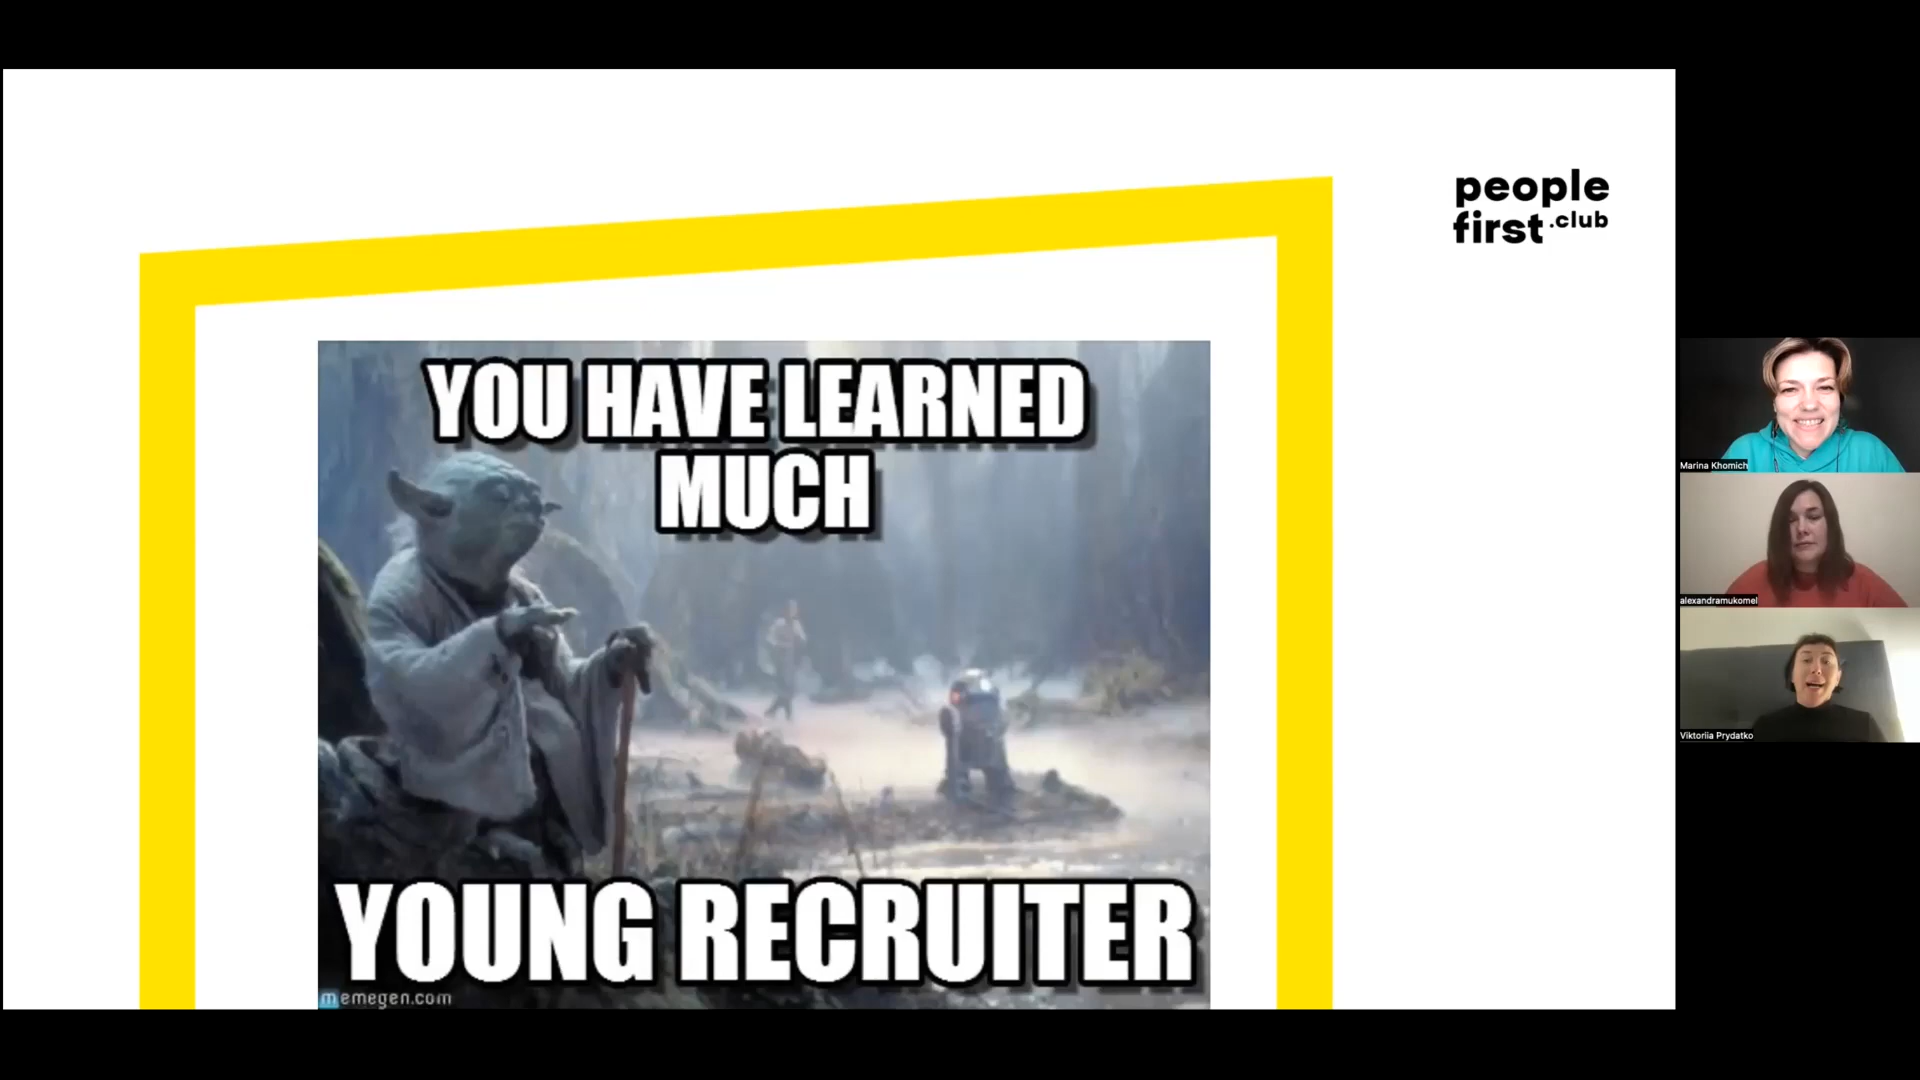 people
first.club
YOU HAVE LEARNED
MUCH
YOUNG RECRUITER
memegen.com
Marina Khomich
alexandramukomel
Viktoriia Prydatko